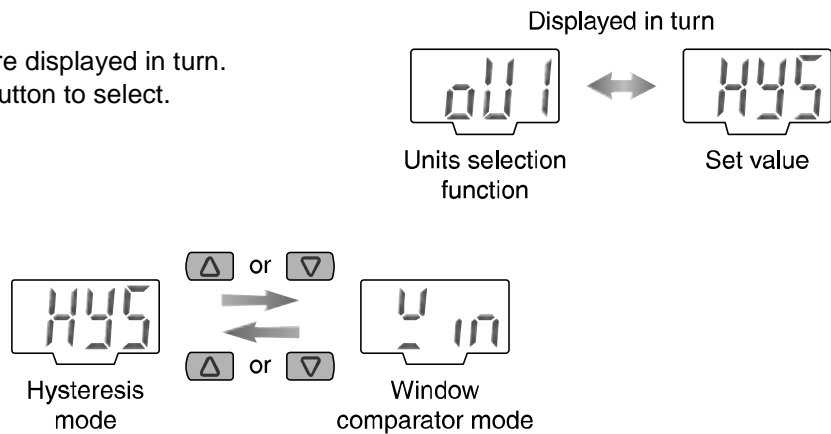 Displayed in turn
re displayed in turn.
utton to select.
oU1
HYS
Units selection
function
Set value
or
HYS
or
Hysteresis
mode
Window
comparator mode